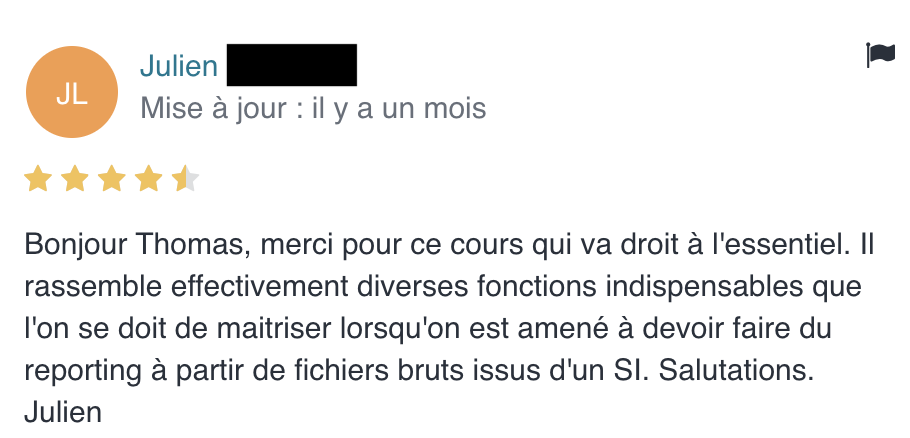 JL
Julien
Mise à jour : il y a un mois
Bonjour Thomas, merci pour ce cours qui va droit à l'essentiel. Il
rassemble effectivement diverses fonctions indispensables que
l'on se doit de maitriser lorsqu'on est amené à devoir faire du
reporting à partir de fichiers bruts issus d'un SI. Salutations.
Julien